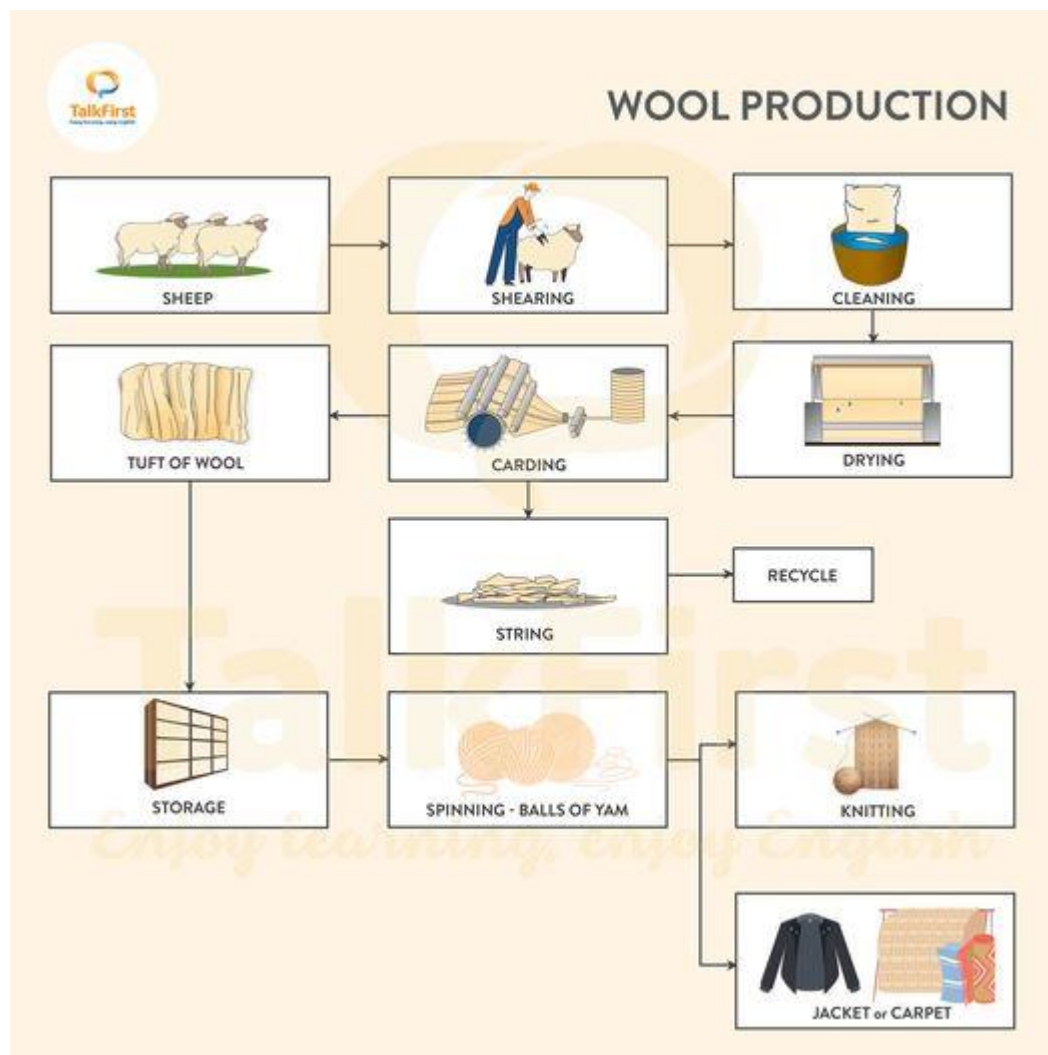 TalkFirst
WOOL PRODUCTION
SHEEP
SHEARING
CLEANING
TUFT OF WOOL
CARDING
DRYING
STRING
RECYCLE
TalkFirst
STORAGE
SPINNING - BALLS OF YAM
KNITTING
Enjoy learning, enjoy English
JACKET or CARPET